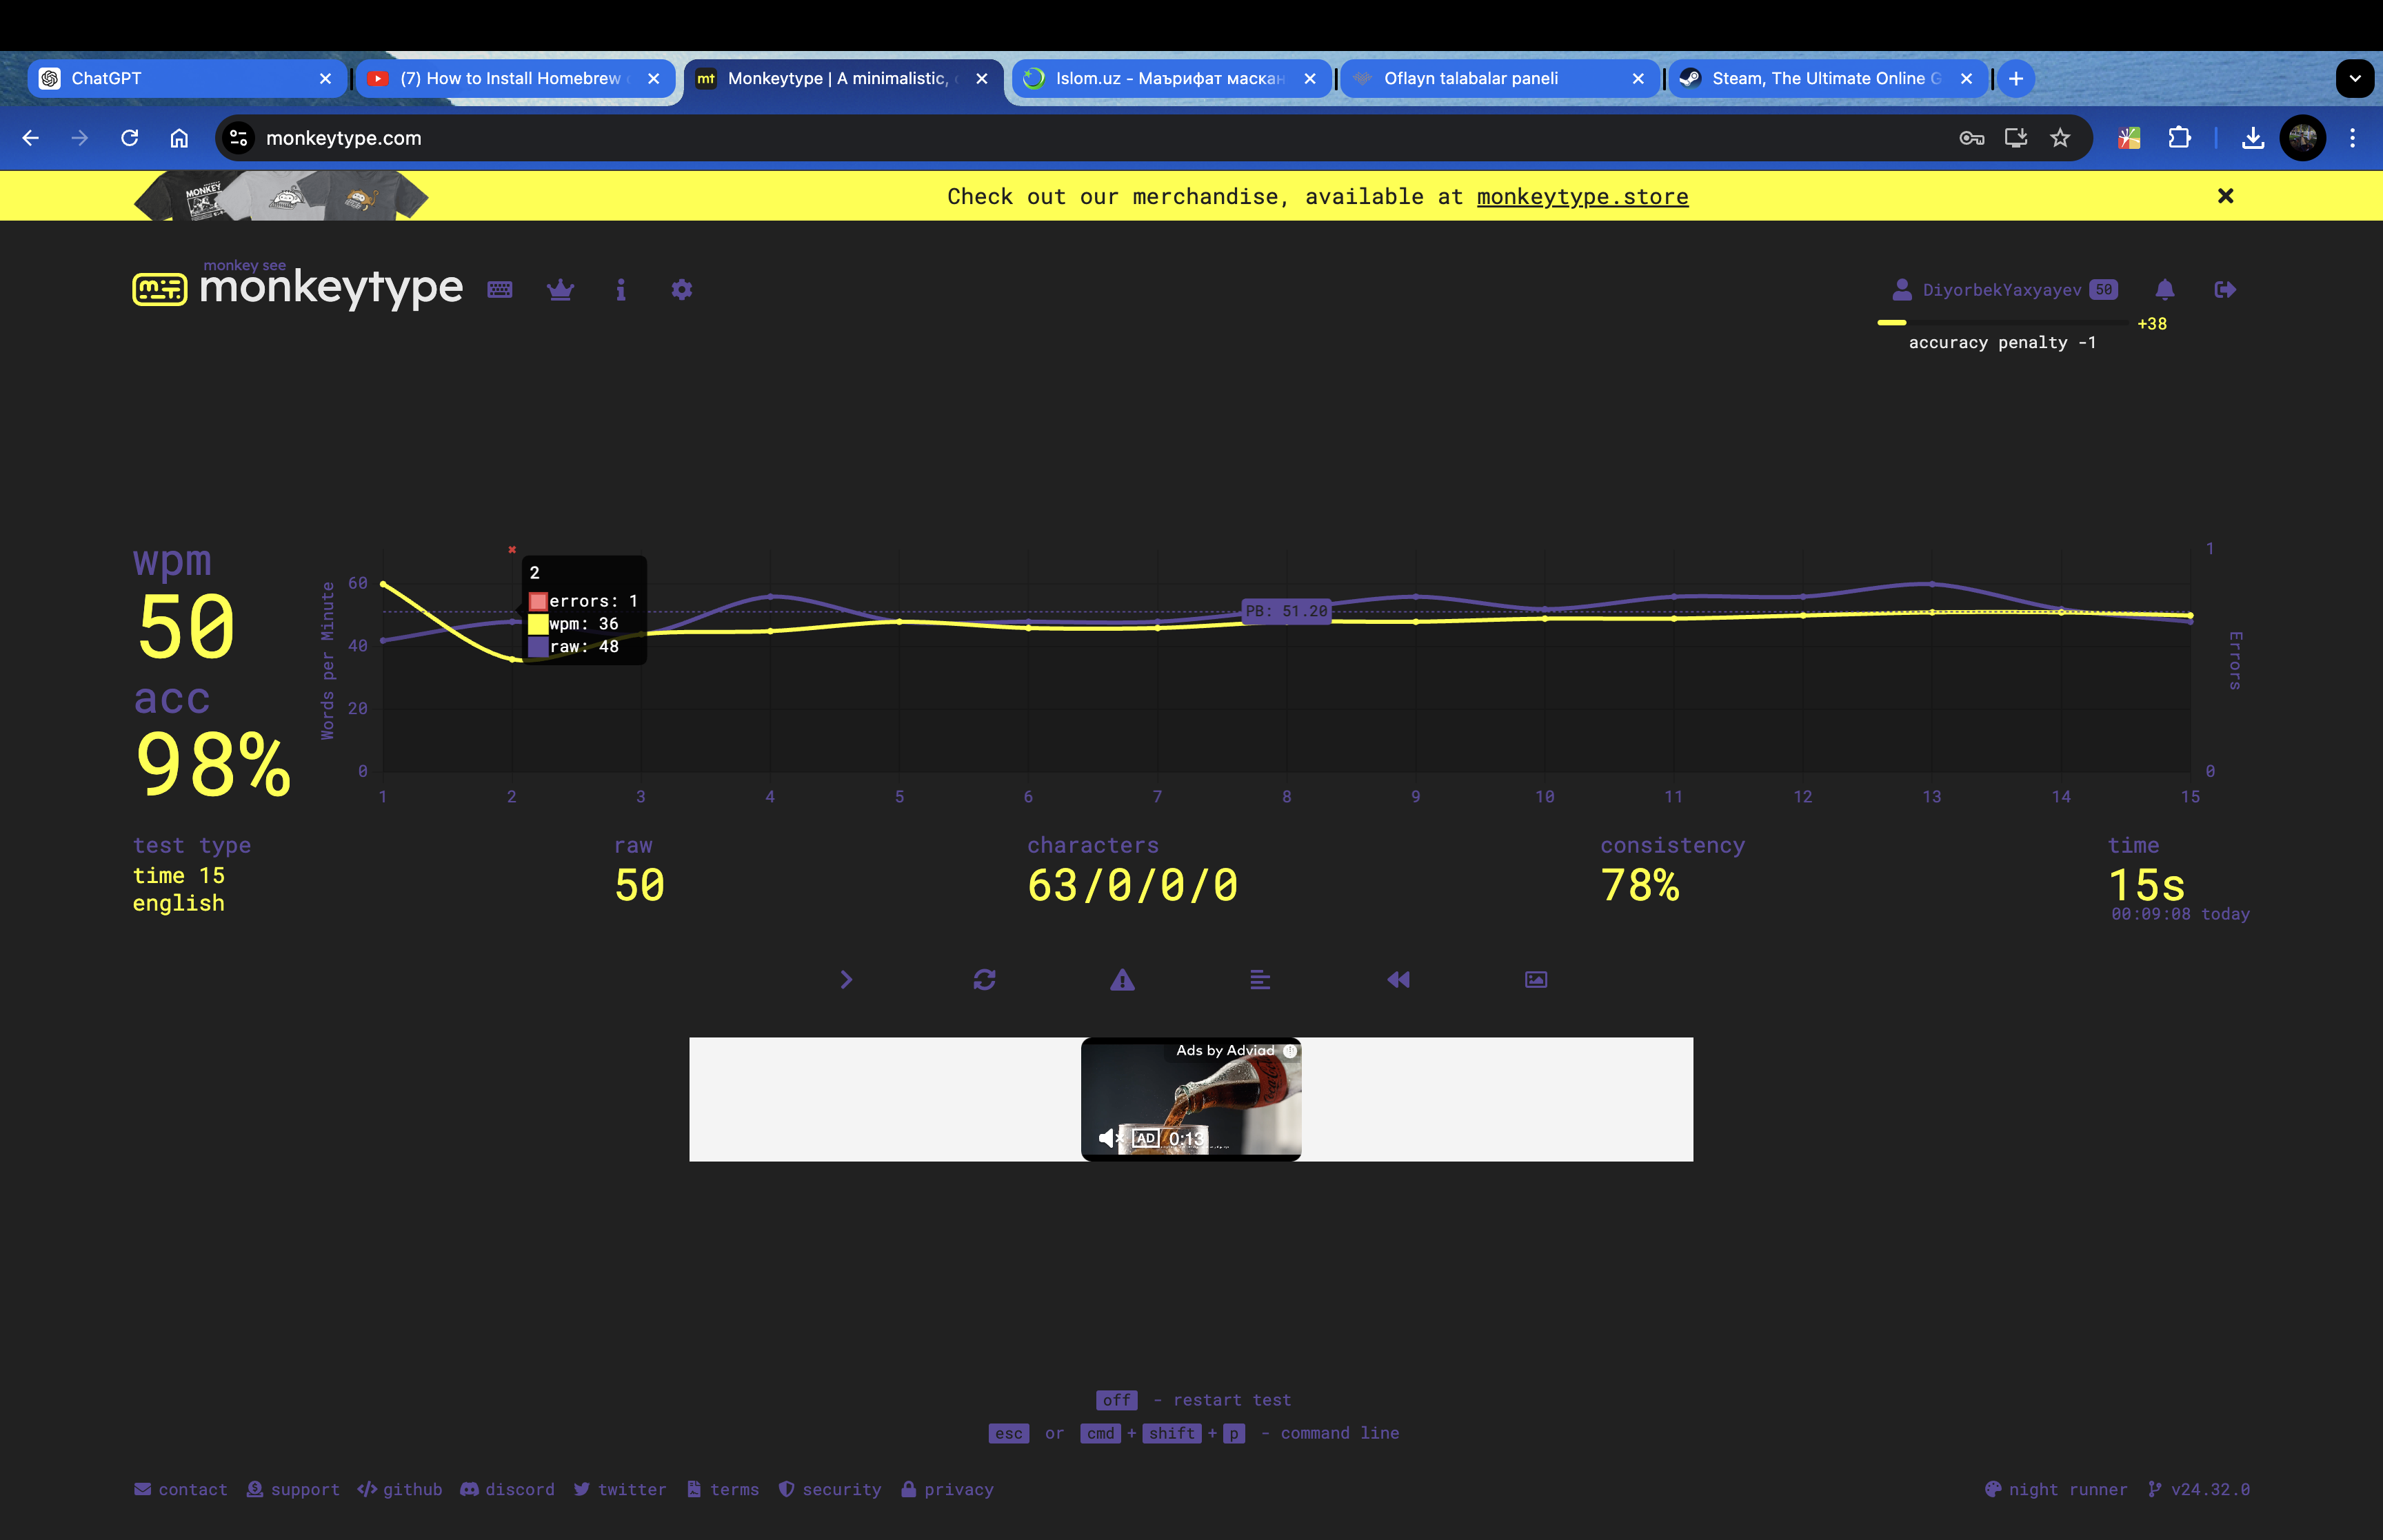 ChatGPT
(7) How to Install Homebrew
Monkeytype | A minimalistic,
Islom.uz - Маърифат маскан
Oflayn talabalar paneli
Steam, The Ultimate Online G
monkeytype.com
MONKEY
Check out our merchandise, available at monkeytype.store
monkey see
monkeytype
DiyorbekYaxyayev 50
+38
accuracy penalty -1
wpm
50
acc
98%
Words per Minute
60
40
20
0
2
errors: 1
wpm: 36
raw: 48
PB: 51.20
1
0
Errors
1 2 3 4 5 6 7 8 9 10 11 12 13 14 15
test type
time 15
english
raw
50
characters
63/0/0/0
consistency
78%
time
15s
00:09:08 today
Ads by Adviad
Coca-Cola
AD 0:13
off - restart test
esc or cmd + shift + p - command line
contact support github discord twitter terms security privacy
night runner v24.32.0